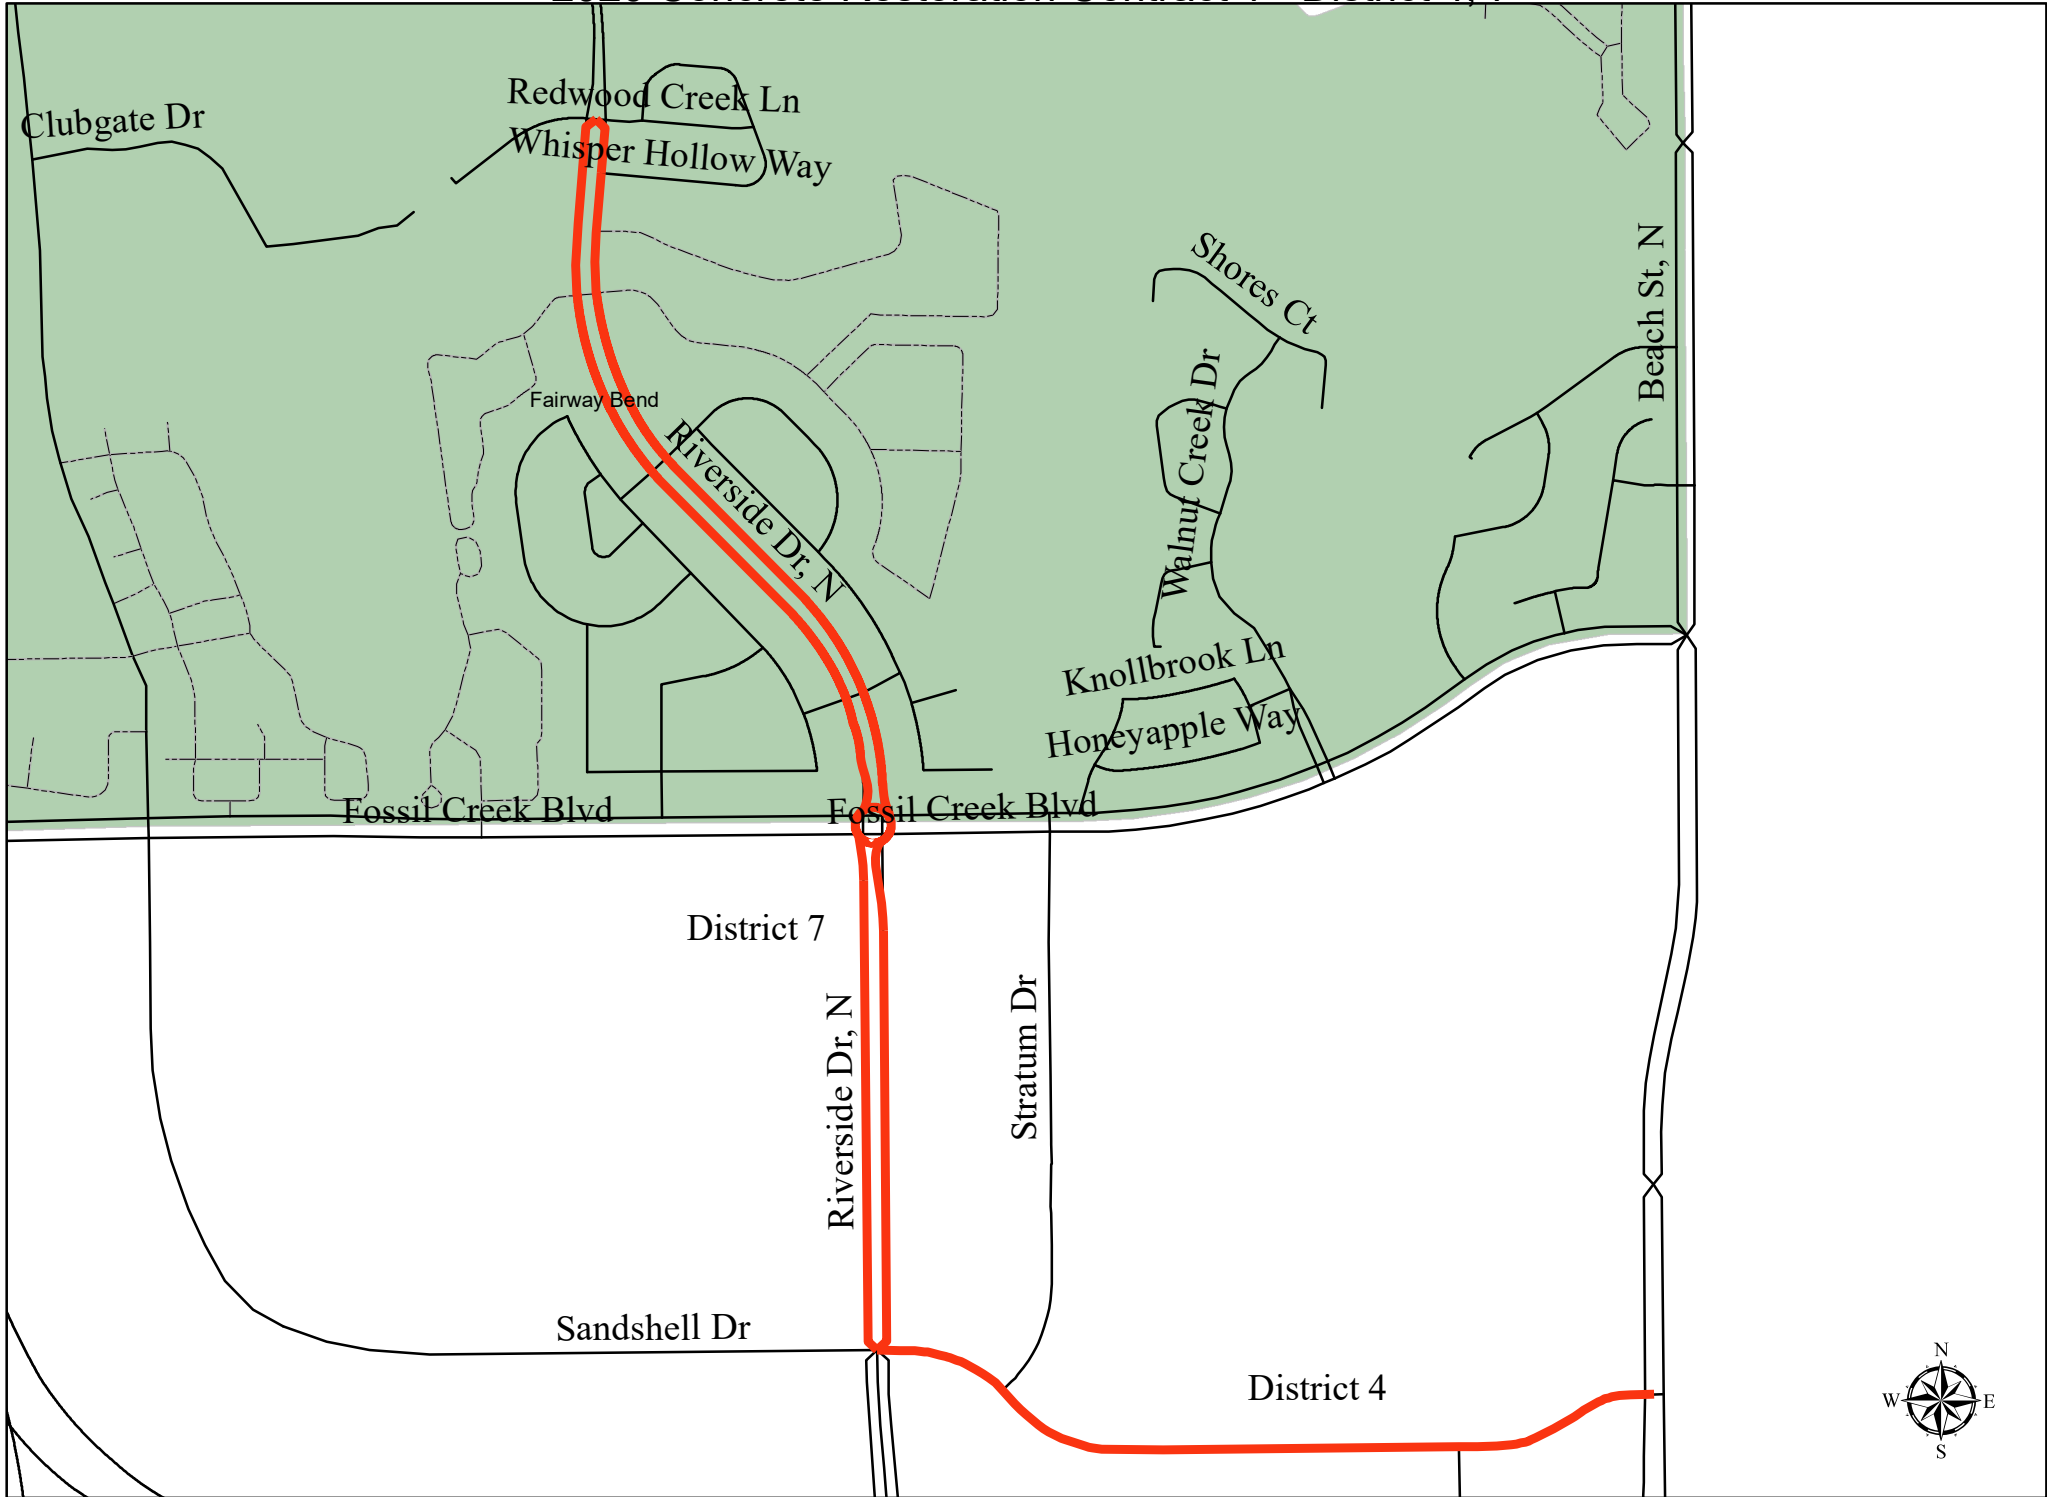 Redwood Creek Ln
Clubgate Dr
Whisper Hollow Way
Shores Ct
Beach St, N
Fairway Bend
Walnut Creek Dr
Riverside Dr, N
Knollbrook Ln
Honeyapple Way
Fossil Creek Blvd
Fossil Creek Blvd
District 7
Riverside Dr, N
Stratum Dr
Sandshell Dr
District 4
N
W
E
S